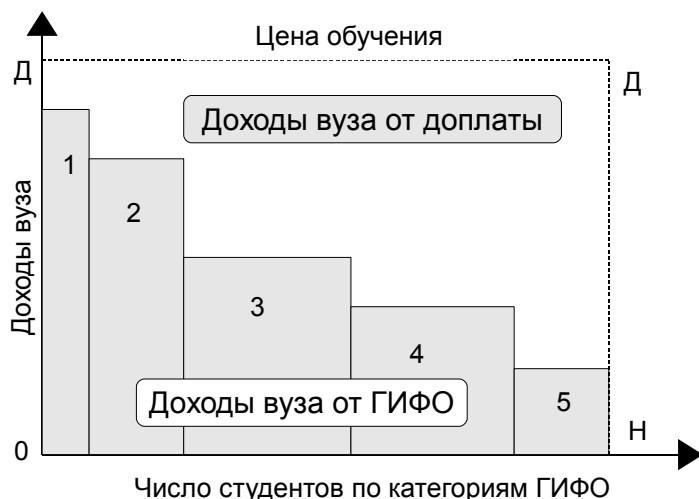 Цена обучения
Д
Д
Доходы вуза от доплаты
1
2
3
4
5
Доходы вуза
Доходы вуза от ГИФО
0
Н
Число студентов по категориям ГИФО